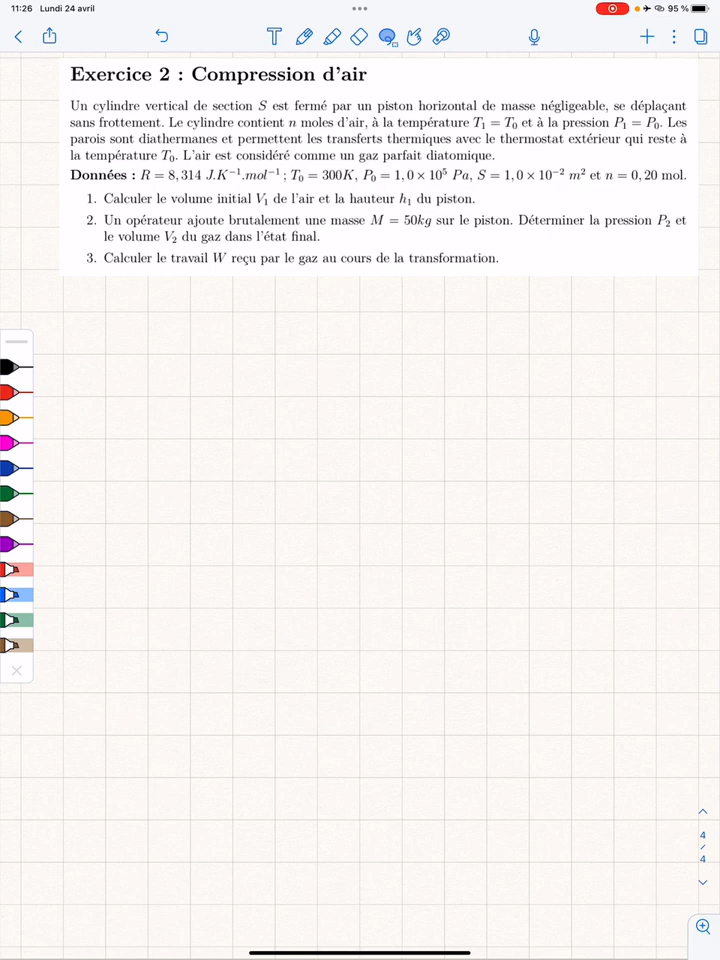 11:26 Lundi 24 avril
95 %
Exercice 2 : Compression d'air
Un cylindre vertical de section S est fermé par un piston horizontal de masse négligeable, se déplaçant
sans frottement. Le cylindre contient n moles d'air, à la température T₁ = T₀ et à la pression P₁ = P₀. Les
parois sont diathermanes et permettent les transferts thermiques avec le thermostat extérieur qui reste à
la température T₀. L'air est considéré comme un gaz parfait diatomique.
Données : R = 8,314 J.K⁻¹.mol⁻¹ ; T₀ = 300K, P₀ = 1,0 × 10⁵ Pa, S = 1,0 × 10⁻² m² et n = 0,20 mol.
1. Calculer le volume initial V₁ de l'air et la hauteur h₁ du piston.
2. Un opérateur ajoute brutalement une masse M = 50kg sur le piston. Déterminer la pression P₂ et
le volume V₂ du gaz dans l'état final.
3. Calculer le travail W reçu par le gaz au cours de la transformation.
4
/
4